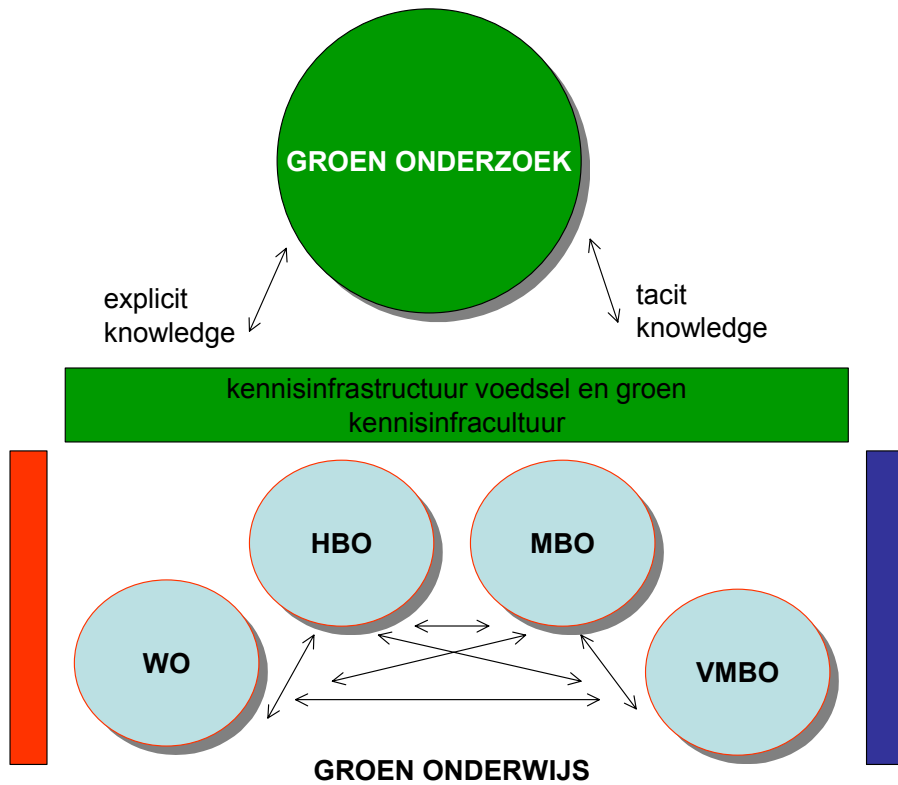 GROEN ONDERZOEK
explicit
knowledge
tacit
knowledge
kennisinfrastructuur voedsel en groen
kennisinfracultuur
HBO
MBO
WO
VMBO
GROEN ONDERWIJS